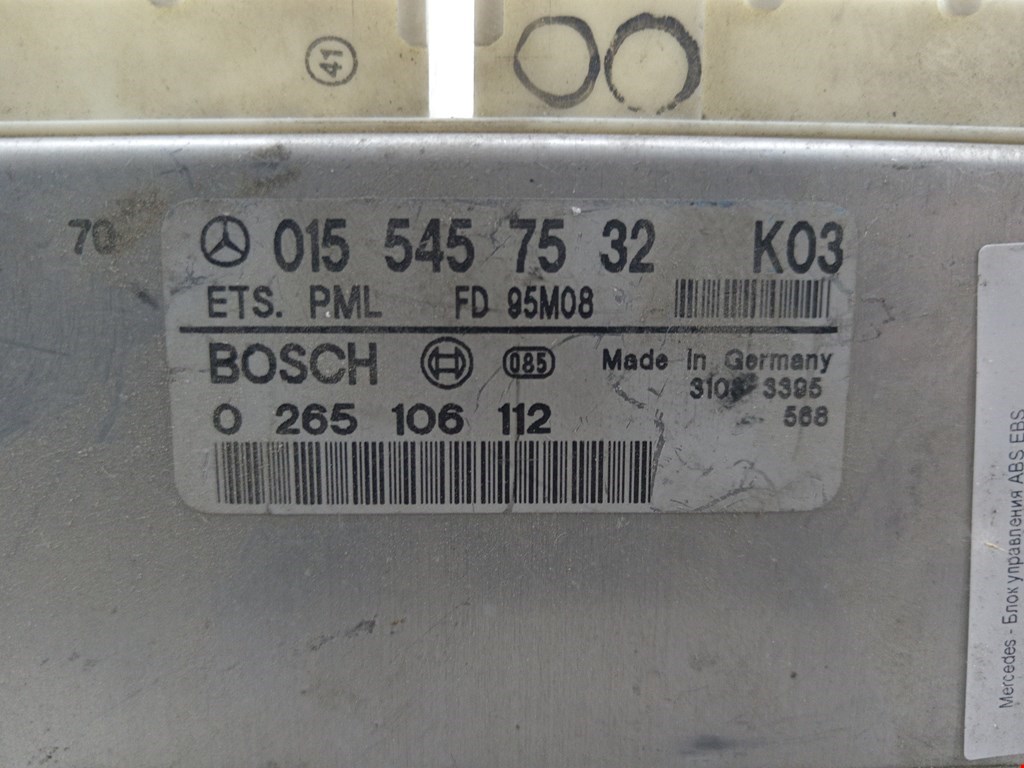 41
70
015 545 75 32 K03
ETS. PML FD 95M08
BOSCH 085 Made in Germany
3395
0 265 106 112 568
Mercedes - Блок управления ABS EBS